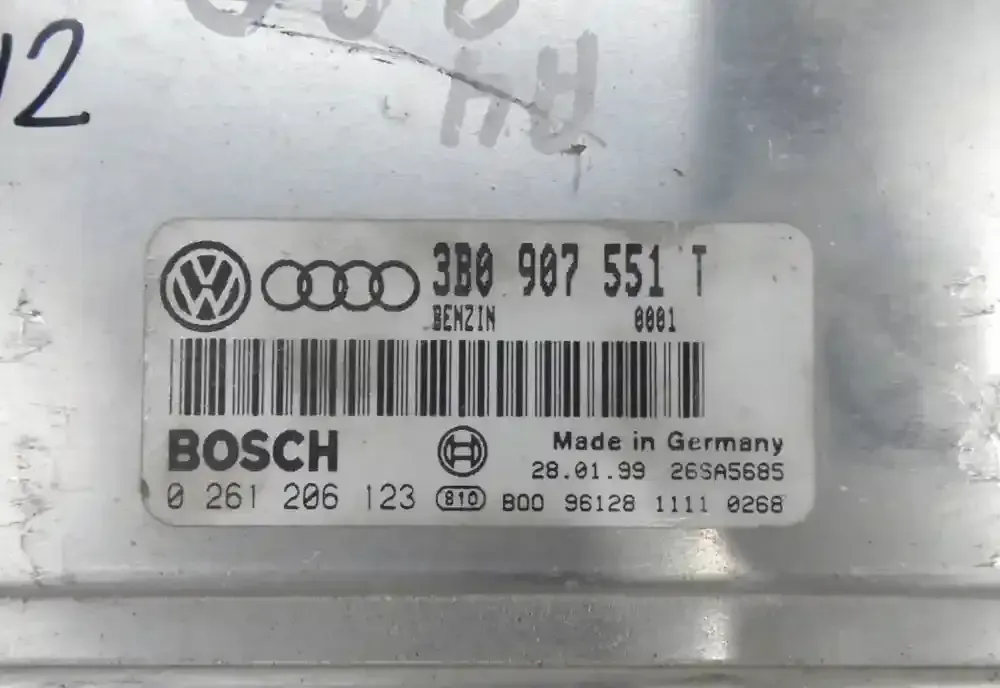 12
3B0 907 551 T
BENZIN 0001
BOSCH
Made in Germany
28.01.99 26SA5685
0 261 206 123 810 B00 96128 1111 0268